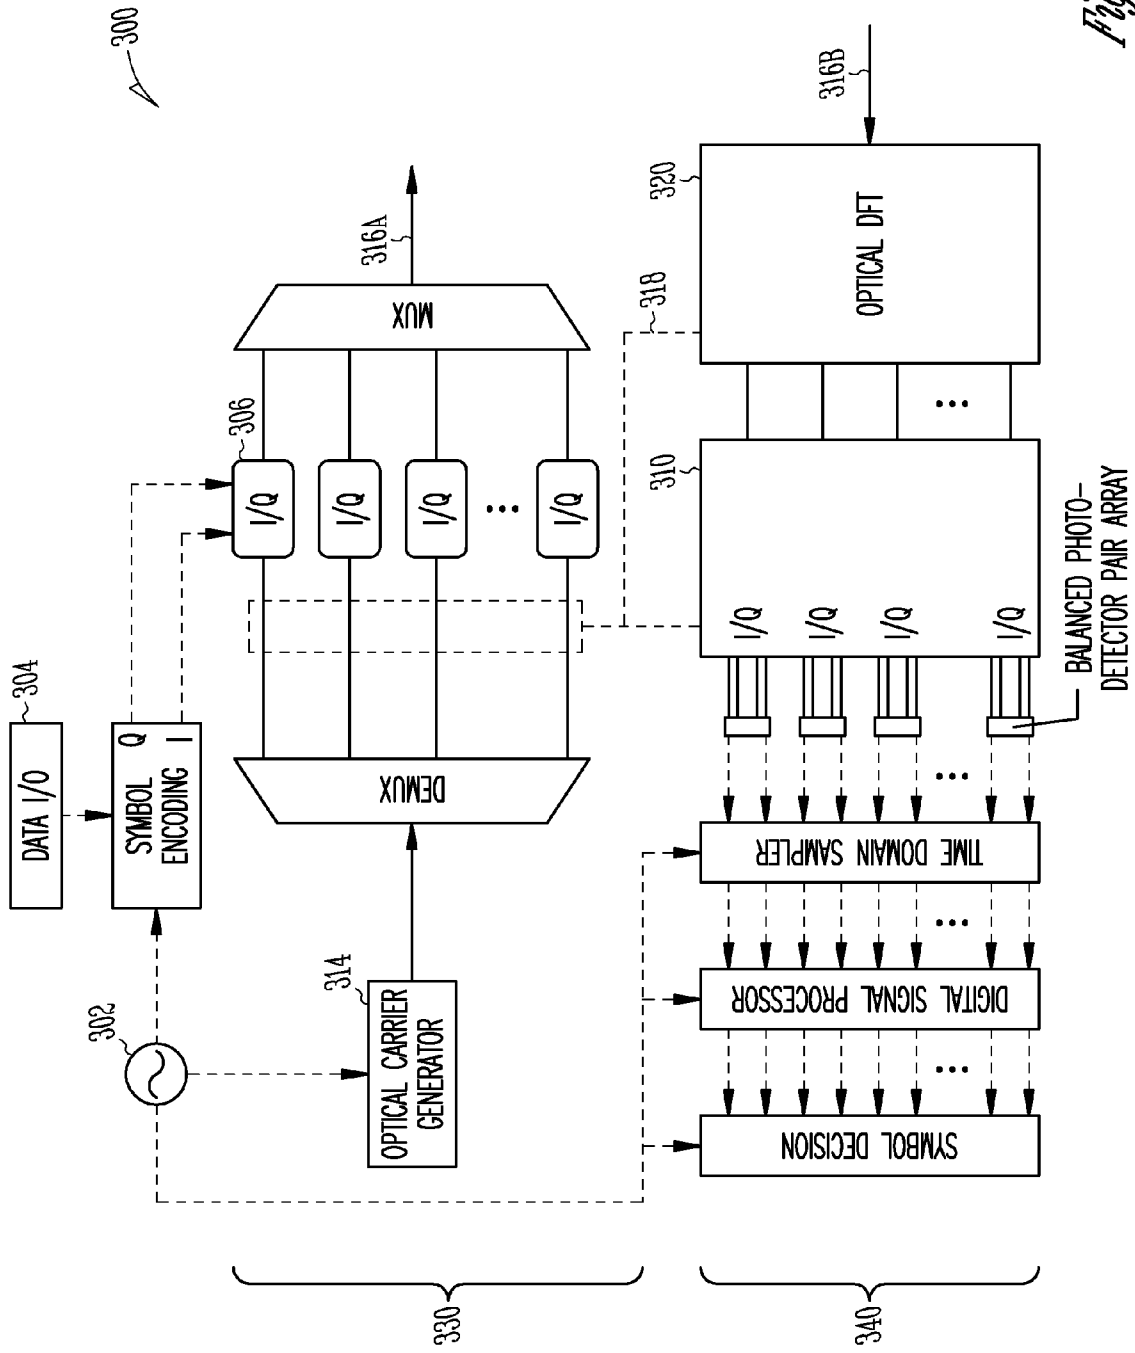 300
Fig
304
DATA I/O
SYMBOL
ENCODING
Q
I
302
314
OPTICAL CARRIER
GENERATOR
DEMUX
306
I/Q
I/Q
I/Q
...
I/Q
MUX
316A
318
316B
320
OPTICAL DFT
...
310
I/Q
I/Q
I/Q
I/Q
BALANCED PHOTO-
DETECTOR PAIR ARRAY
...
TIME DOMAIN SAMPLER
...
DIGITAL SIGNAL PROCESSOR
...
SYMBOL DECISION
330
340